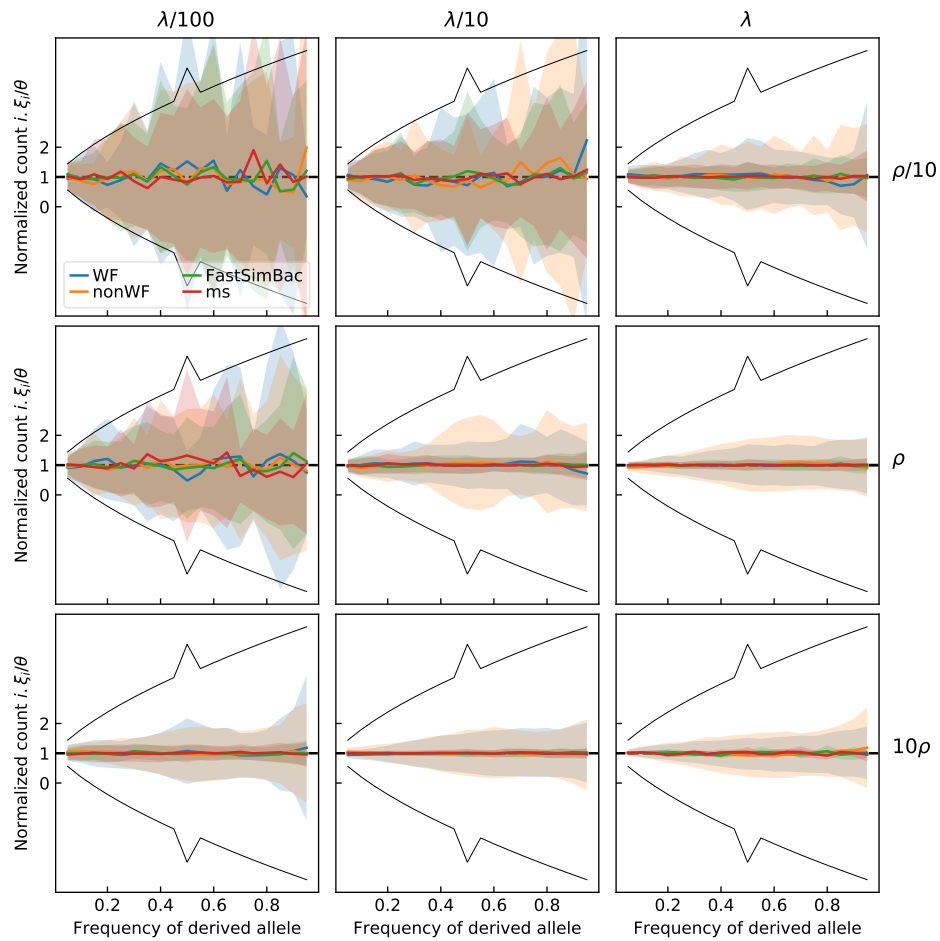 λ/100 λ/10 λ
Normalized count i. ξi/θ
2
1
0
WF FastSimBac
nonWF ms
ρ/10
Normalized count i. ξi/θ
2
1
0
ρ
Normalized count i. ξi/θ
2
1
0
10ρ
0.2 0.4 0.6 0.8 0.2 0.4 0.6 0.8 0.2 0.4 0.6 0.8
Frequency of derived allele Frequency of derived allele Frequency of derived allele